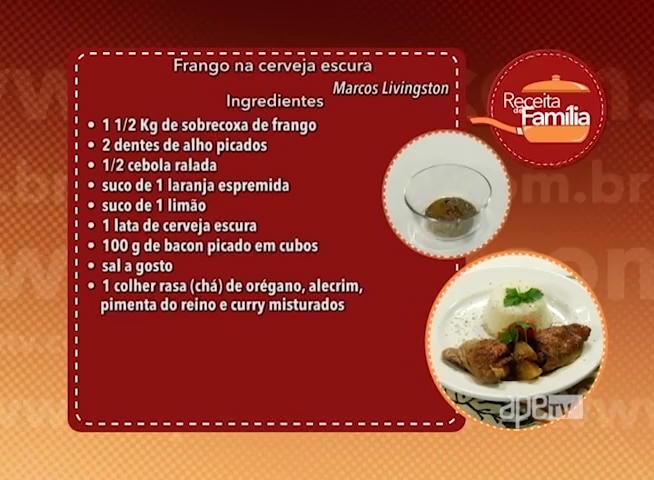 Frango na cerveja escura
Marcos Livingston
Ingredientes
• 1 1/2 Kg de sobrecoxa de frango
• 2 dentes de alho picados
• 1/2 cebola ralada
• suco de 1 laranja espremida
• suco de 1 limão
• 1 lata de cerveja escura
• 100 g de bacon picado em cubos
• sal a gosto
• 1 colher rasa (chá) de orégano, alecrim,
pimenta do reino e curry misturados
Receita
de Família
apetv